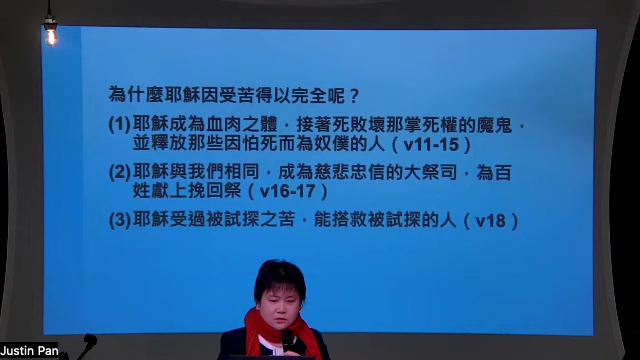 為什麼耶穌因受苦得以完全呢？
(1)耶穌成為血肉之體，接著死敗壞那掌死權的魔鬼，
並釋放那些因怕死而為奴僕的人（v11-15）
(2)耶穌與我們相同，成為慈悲忠信的大祭司，為百
姓獻上挽回祭（v16-17）
(3)耶穌受過被試探之苦，能搭救被試探的人（v18）
Justin Pan